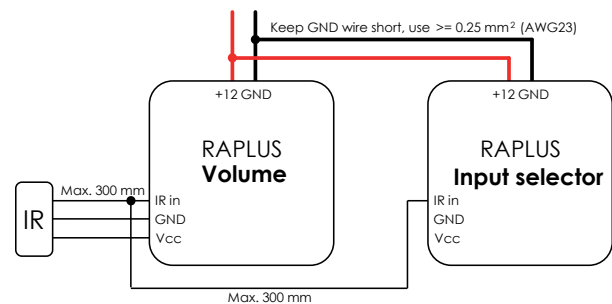 Keep GND wire short, use >= 0.25 mm² (AWG23)
+12 GND
+12 GND
RAPLUS
Volume
RAPLUS
Input selector
Max. 300 mm
IR
IR in
GND
Vcc
IR in
GND
Vcc
Max. 300 mm